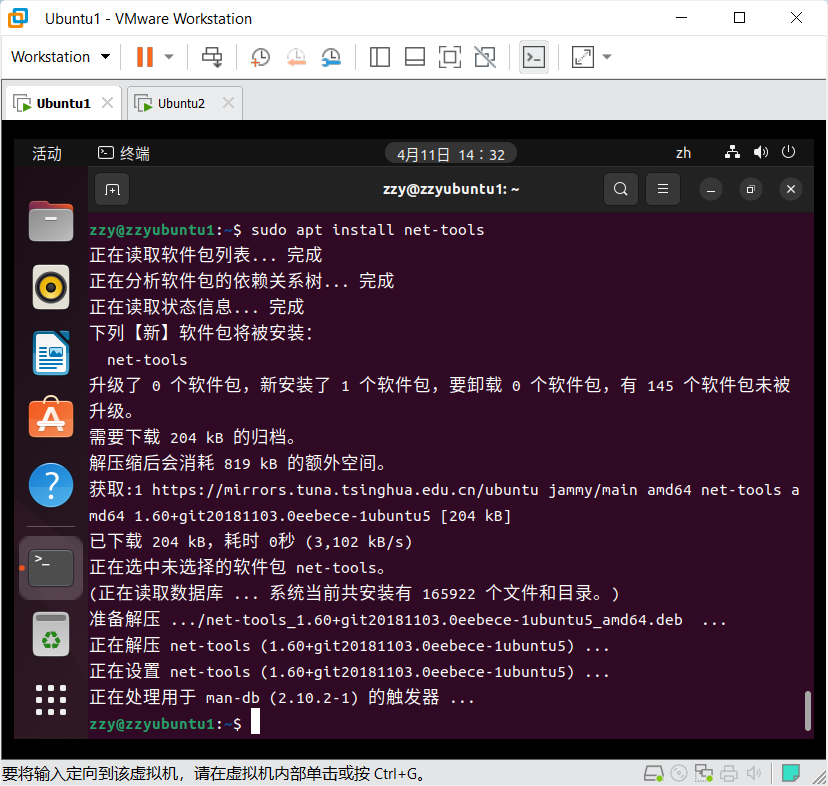 Ubuntu1 - VMware Workstation
Workstation
Ubuntu1
Ubuntu2
活动
终端
4月11日 14：32
zh
zzy@zzyubuntu1: ~
zzy@zzyubuntu1:~$ sudo apt install net-tools
正在读取软件包列表... 完成
正在分析软件包的依赖关系树... 完成
正在读取状态信息... 完成
下列【新】软件包将被安装：
net-tools
升级了 0 个软件包，新安装了 1 个软件包，要卸载 0 个软件包，有 145 个软件包未被
升级。
需要下载 204 kB 的归档。
解压缩后会消耗 819 kB 的额外空间。
获取:1 https://mirrors.tuna.tsinghua.edu.cn/ubuntu jammy/main amd64 net-tools a
md64 1.60+git20181103.0eebece-1ubuntu5 [204 kB]
已下载 204 kB，耗时 0秒 (3,102 kB/s)
正在选中未选择的软件包 net-tools。
(正在读取数据库 ... 系统当前共安装有 165922 个文件和目录。)
准备解压 .../net-tools_1.60+git20181103.0eebece-1ubuntu5_amd64.deb  ...
正在解压 net-tools (1.60+git20181103.0eebece-1ubuntu5) ...
正在设置 net-tools (1.60+git20181103.0eebece-1ubuntu5) ...
正在处理用于 man-db (2.10.2-1) 的触发器 ...
zzy@zzyubuntu1:~$
要将输入定向到该虚拟机，请在虚拟机内部单击或按 Ctrl+G。